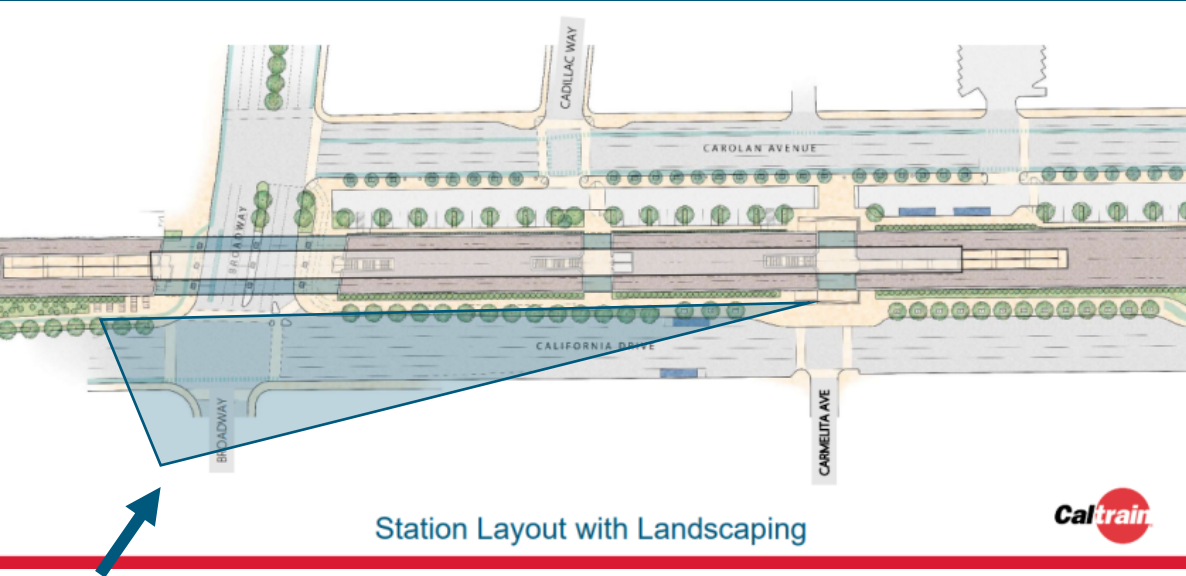 CADILLAC WAY
CAROLAN AVENUE
BROADWAY
CALIFORNIA DRIVE
BROADWAY
CARMELITA AVE
Station Layout with Landscaping
Caltrain